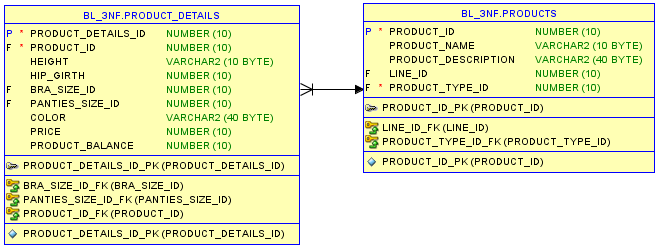 BL_3NF.PRODUCT_DETAILS
P * PRODUCT_DETAILS_ID NUMBER (10)
F * PRODUCT_ID NUMBER (10)
HEIGHT VARCHAR2 (10 BYTE)
HIP_GIRTH NUMBER (10)
F BRA_SIZE_ID NUMBER (10)
F PANTIES_SIZE_ID NUMBER (10)
COLOR VARCHAR2 (40 BYTE)
PRICE NUMBER (10)
PRODUCT_BALANCE NUMBER (10)
PRODUCT_DETAILS_ID_PK (PRODUCT_DETAILS_ID)
BRA_SIZE_ID_FK (BRA_SIZE_ID)
PANTIES_SIZE_ID_FK (PANTIES_SIZE_ID)
PRODUCT_ID_FK (PRODUCT_ID)
PRODUCT_DETAILS_ID_PK (PRODUCT_DETAILS_ID)
BL_3NF.PRODUCTS
P * PRODUCT_ID NUMBER (10)
PRODUCT_NAME VARCHAR2 (10 BYTE)
PRODUCT_DESCRIPTION VARCHAR2 (40 BYTE)
F LINE_ID NUMBER (10)
F * PRODUCT_TYPE_ID NUMBER (10)
PRODUCT_ID_PK (PRODUCT_ID)
LINE_ID_FK (LINE_ID)
PRODUCT_TYPE_ID_FK (PRODUCT_TYPE_ID)
PRODUCT_ID_PK (PRODUCT_ID)